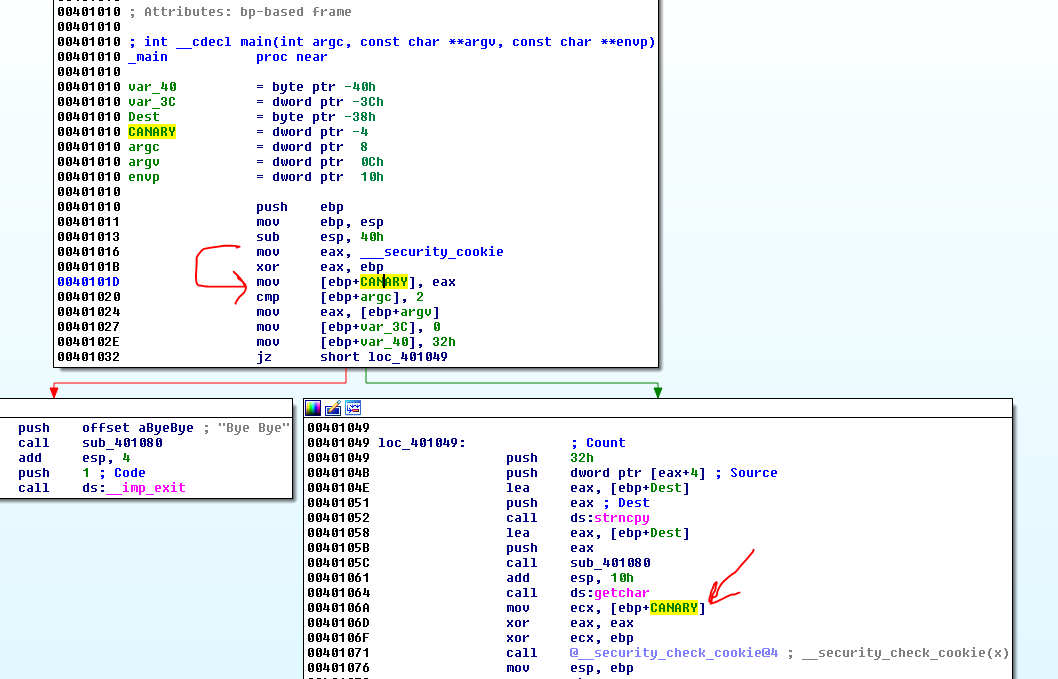 00401010 ; Attributes: bp-based frame
00401010
00401010 ; int __cdecl main(int argc, const char **argv, const char **envp)
00401010 _main proc near
00401010
00401010 var_40 = byte ptr -40h
00401010 var_3C = dword ptr -3Ch
00401010 Dest = byte ptr -38h
00401010 CANARY = dword ptr -4
00401010 argc = dword ptr 8
00401010 argv = dword ptr 0Ch
00401010 envp = dword ptr 10h
00401010
00401010 push ebp
00401011 mov ebp, esp
00401013 sub esp, 40h
00401016 mov eax, ___security_cookie
0040101B xor eax, ebp
0040101D mov [ebp+CANARY], eax
00401020 cmp [ebp+argc], 2
00401024 mov eax, [ebp+argv]
00401027 mov [ebp+var_3C], 0
0040102E mov [ebp+var_40], 32h
00401032 jz short loc_401049
push offset aByeBye ; "Bye Bye"
call sub_401080
add esp, 4
push 1 ; Code
call ds:__imp_exit
00401049
00401049 loc_401049: ; Count
00401049 push 32h
0040104B push dword ptr [eax+4] ; Source
0040104E lea eax, [ebp+Dest]
00401051 push eax ; Dest
00401052 call ds:strncpy
00401058 lea eax, [ebp+Dest]
0040105B push eax
0040105C call sub_401080
00401061 add esp, 10h
00401064 call ds:getchar
0040106A mov ecx, [ebp+CANARY]
0040106D xor eax, eax
0040106F xor ecx, ebp
00401071 call @__security_check_cookie@4 ; __security_check_cookie(x)
00401076 mov esp, ebp